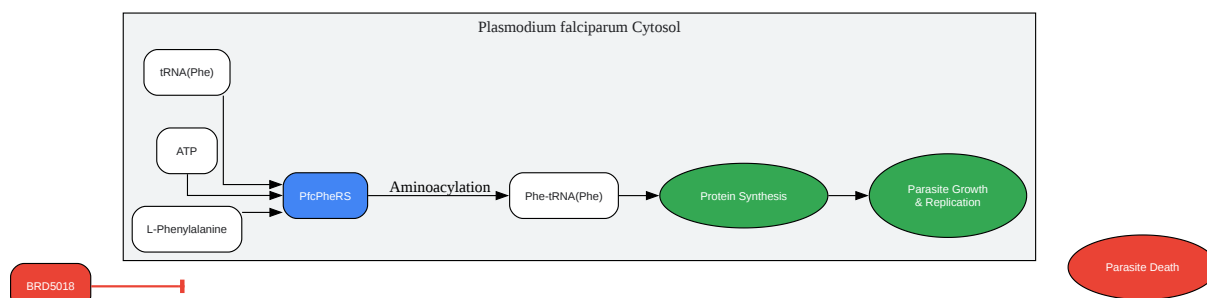 Plasmodium falciparum Cytosol
tRNA(Phe)
ATP
L-Phenylalanine
PfcPheRS
Aminoacylation
Phe-tRNA(Phe)
Protein Synthesis
Parasite Growth
& Replication
BRD5018
Parasite Death